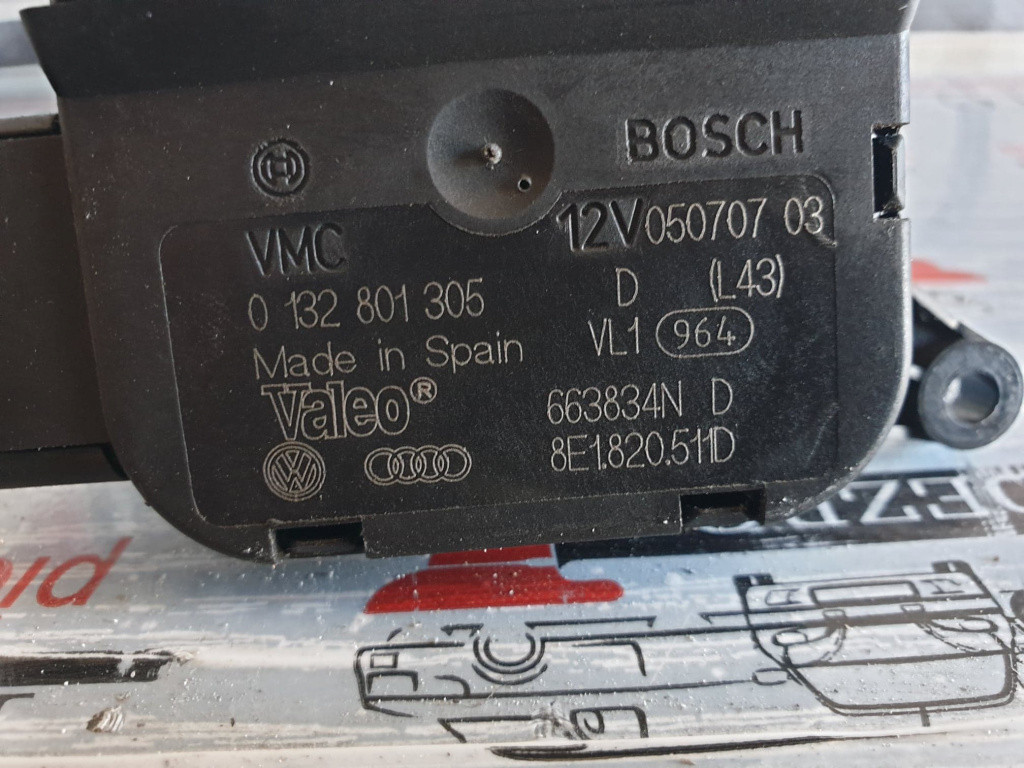 BOSCH
VMC 12V 050707 03
0 132 801 305 D (L43)
Made in Spain VL1 964
Valeo® 663834N D
8E1.820.511D